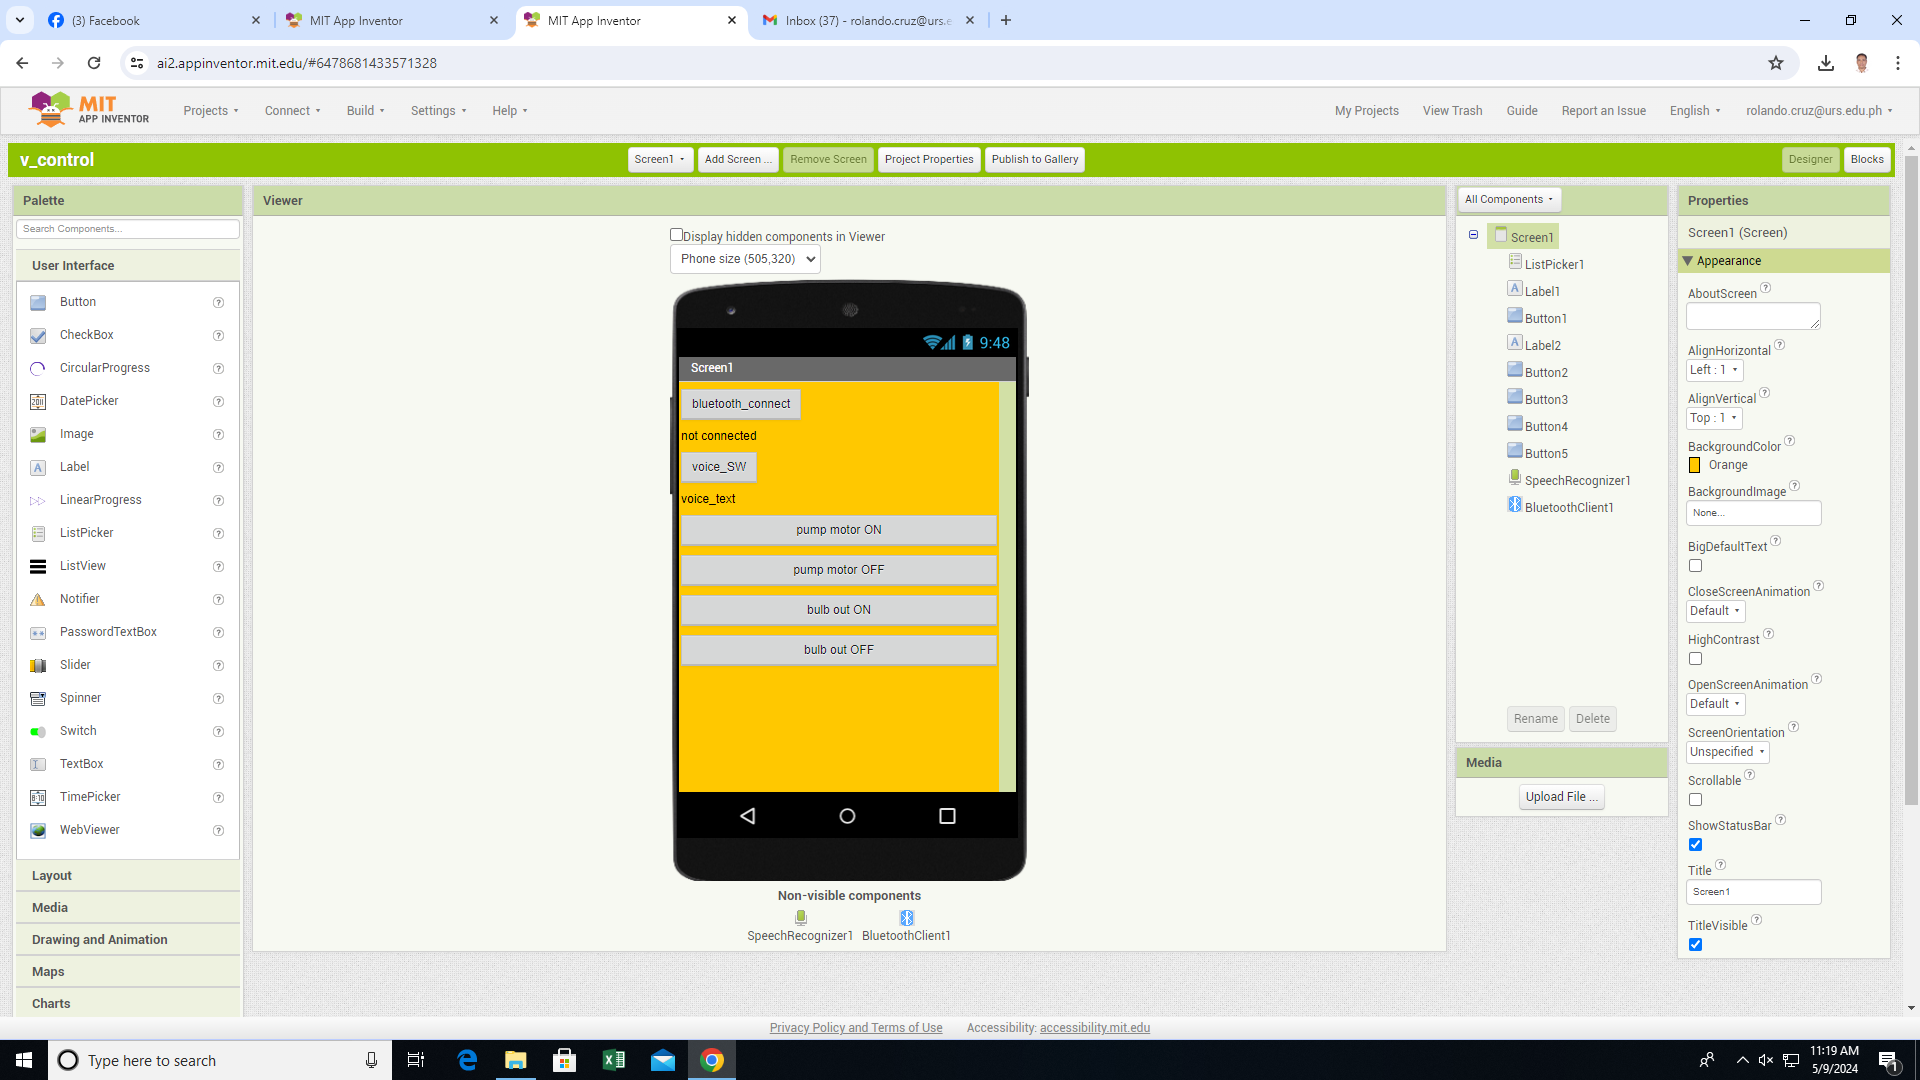 (3) Facebook
MIT App Inventor
MIT App Inventor
Inbox (37) - rolando.cruz@urs.e
ai2.appinventor.mit.edu/#6478681433571328
MIT
APP INVENTOR
Projects
Connect
Build
Settings
Help
My Projects
View Trash
Guide
Report an Issue
English
rolando.cruz@urs.edu.ph
v_control
Screen1
Add Screen ...
Remove Screen
Project Properties
Publish to Gallery
Designer
Blocks
Palette
Search Components...
User Interface
Button
CheckBox
CircularProgress
DatePicker
Image
Label
LinearProgress
ListPicker
ListView
Notifier
PasswordTextBox
Slider
Spinner
Switch
TextBox
TimePicker
WebViewer
Layout
Media
Drawing and Animation
Maps
Charts
Viewer
Display hidden components in Viewer
Phone size (505,320)
9:48
Screen1
bluetooth_connect
not connected
voice_SW
voice_text
pump motor ON
pump motor OFF
bulb out ON
bulb out OFF
Non-visible components
SpeechRecognizer1
BluetoothClient1
All Components
Screen1
ListPicker1
Label1
Button1
Label2
Button2
Button3
Button4
Button5
SpeechRecognizer1
BluetoothClient1
Rename
Delete
Media
Upload File ...
Properties
Screen1 (Screen)
Appearance
AboutScreen
AlignHorizontal
Left : 1
AlignVertical
Top : 1
BackgroundColor
Orange
BackgroundImage
None...
BigDefaultText
CloseScreenAnimation
Default
HighContrast
OpenScreenAnimation
Default
ScreenOrientation
Unspecified
Scrollable
ShowStatusBar
Title
Screen1
TitleVisible
Privacy Policy and Terms of Use
Accessibility: accessibility.mit.edu
Type here to search
11:19 AM
5/9/2024
1